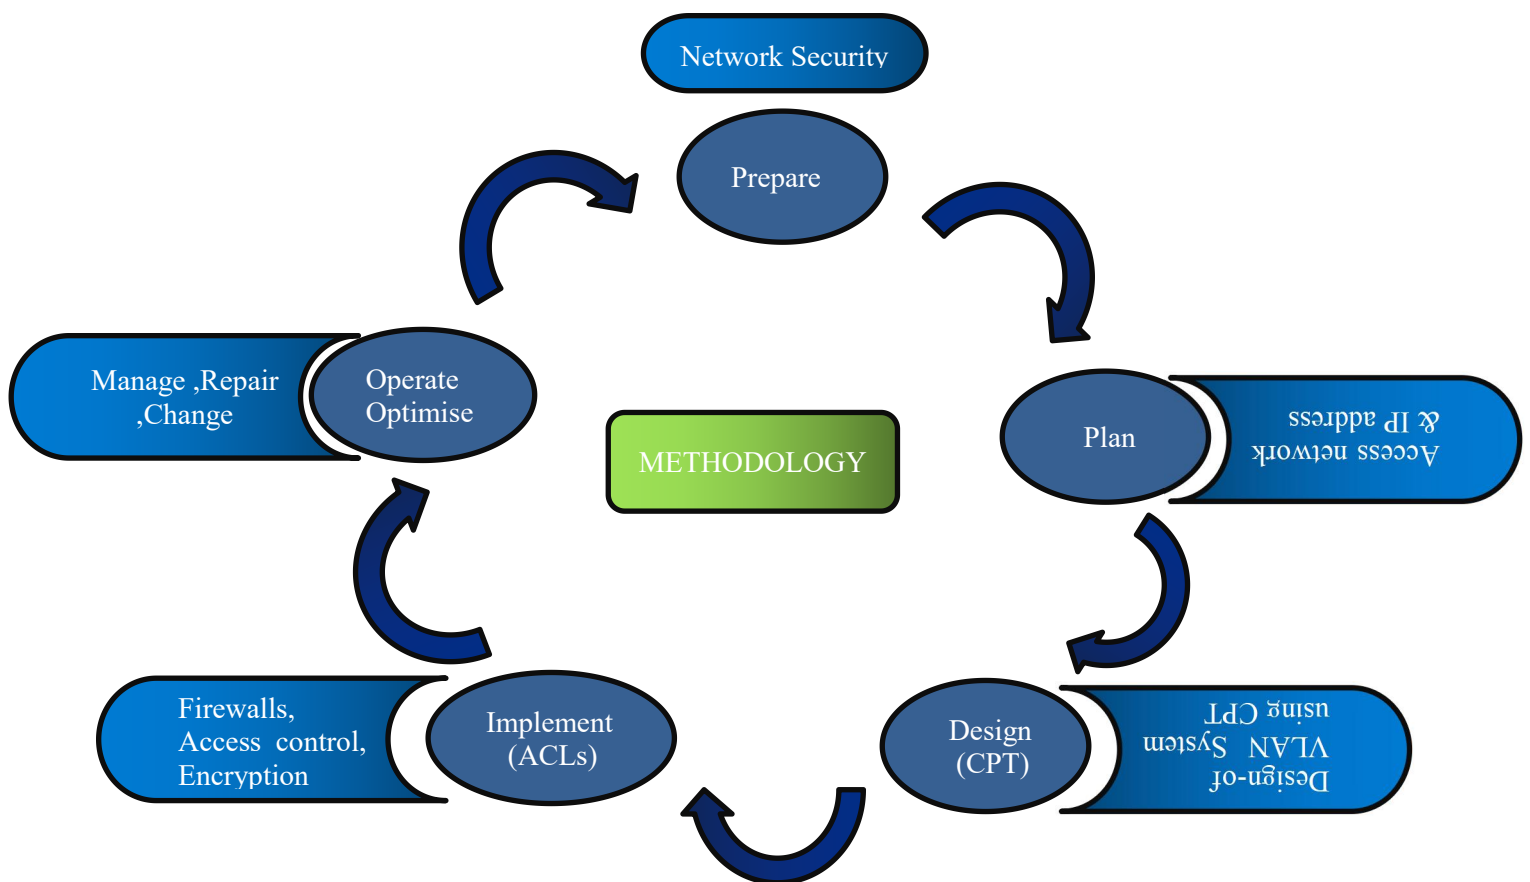 Network Security
Prepare
Plan
Access network
& IP address
Design
(CPT)
Design-of
VLAN System
using CPT
Implement
(ACLs)
Firewalls,
Access control,
Encryption
Operate
Optimise
Manage ,Repair
,Change
METHODOLOGY